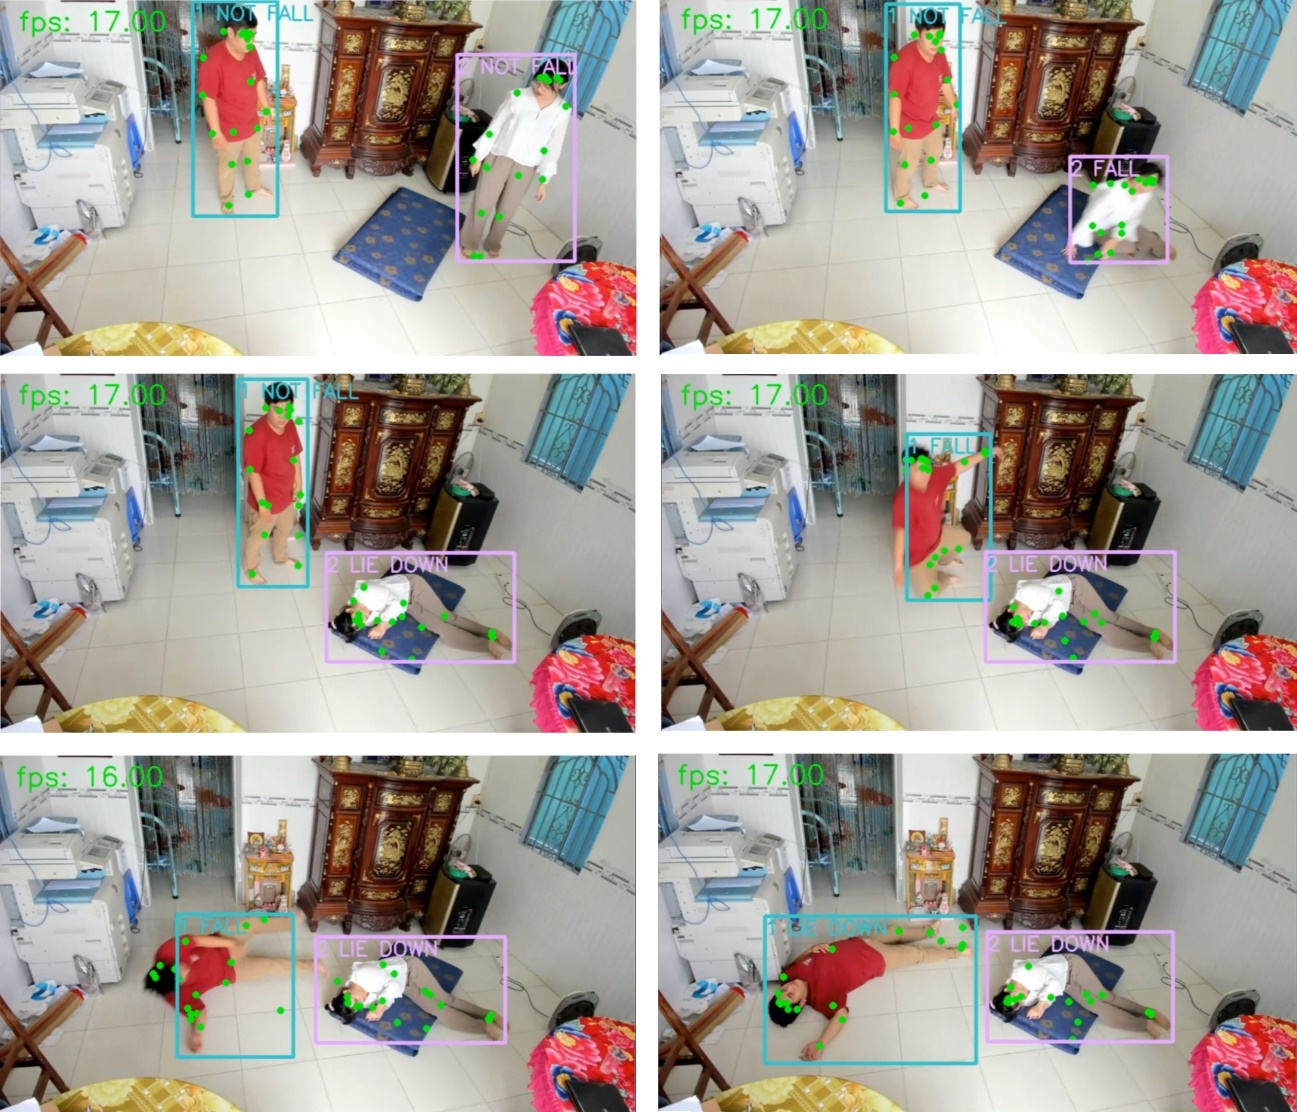 fps: 17.00
1 NOT FALL
2 NOT FALL
fps: 17.00
1 NOT FALL
2 FALL
fps: 17.00
1 NOT FALL
2 LIE DOWN
fps: 17.00
1 FALL
2 LIE DOWN
fps: 16.00
1 FALL
2 LIE DOWN
fps: 17.00
1 LIE DOWN
2 LIE DOWN